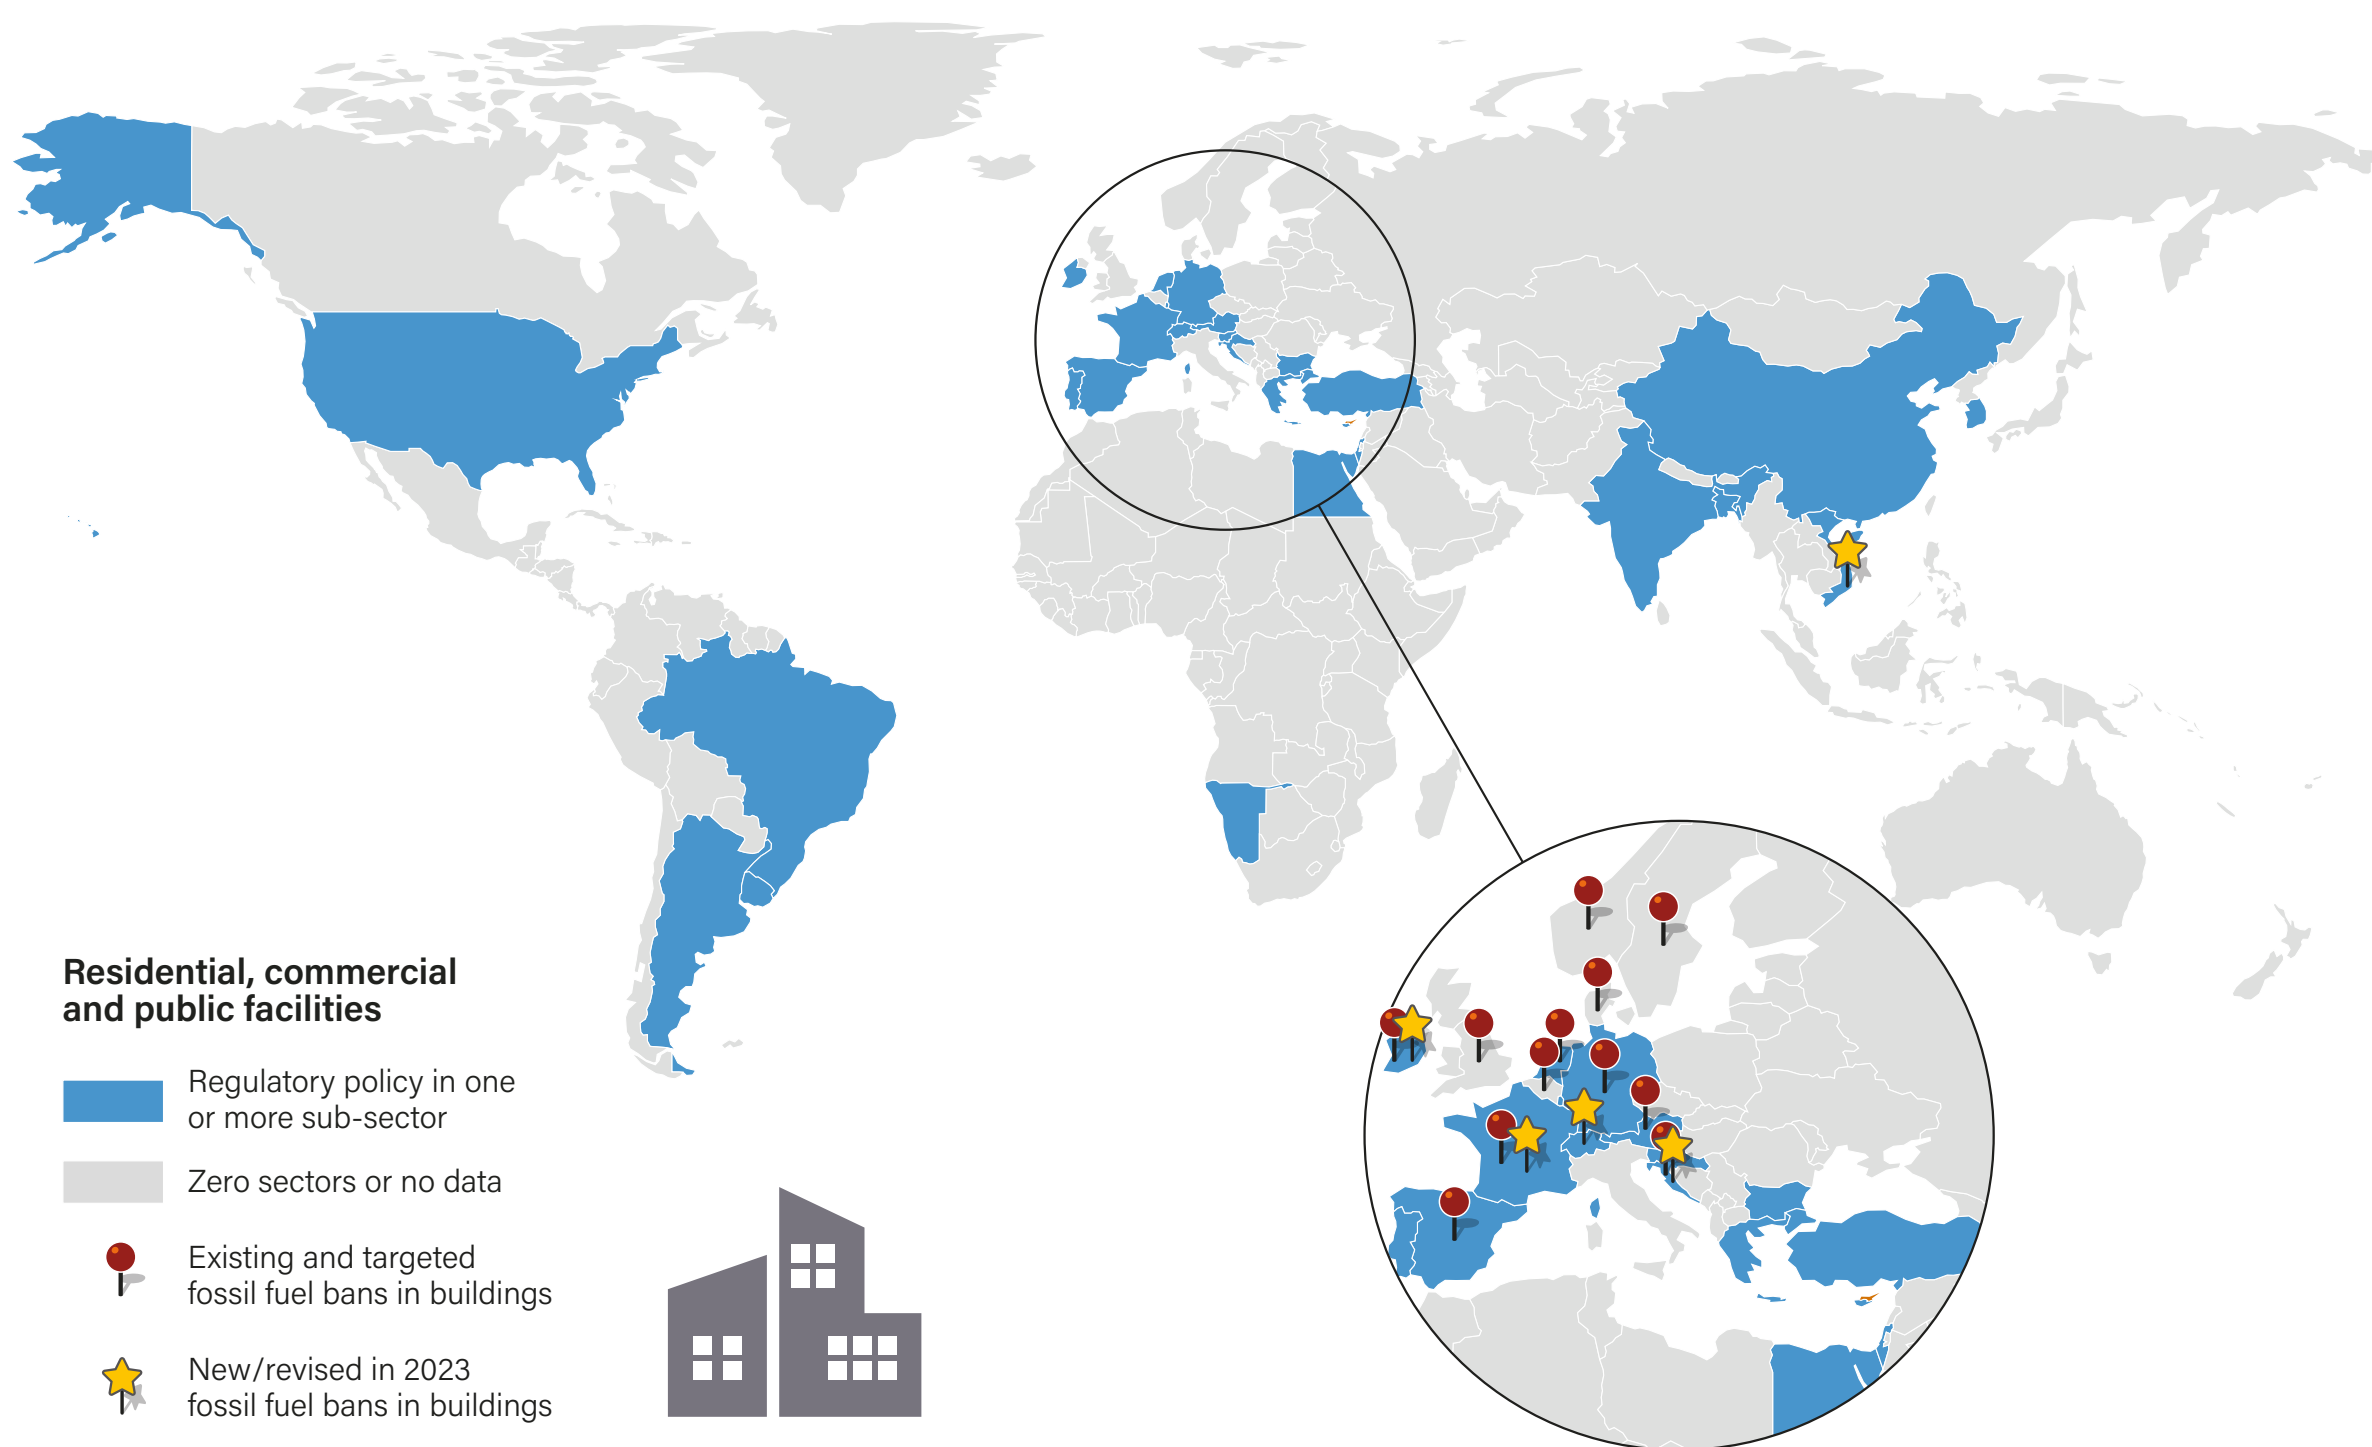 Residential, commercial
and public facilities
Regulatory policy in one
or more sub-sector
Zero sectors or no data
Existing and targeted
fossil fuel bans in buildings
New/revised in 2023
fossil fuel bans in buildings